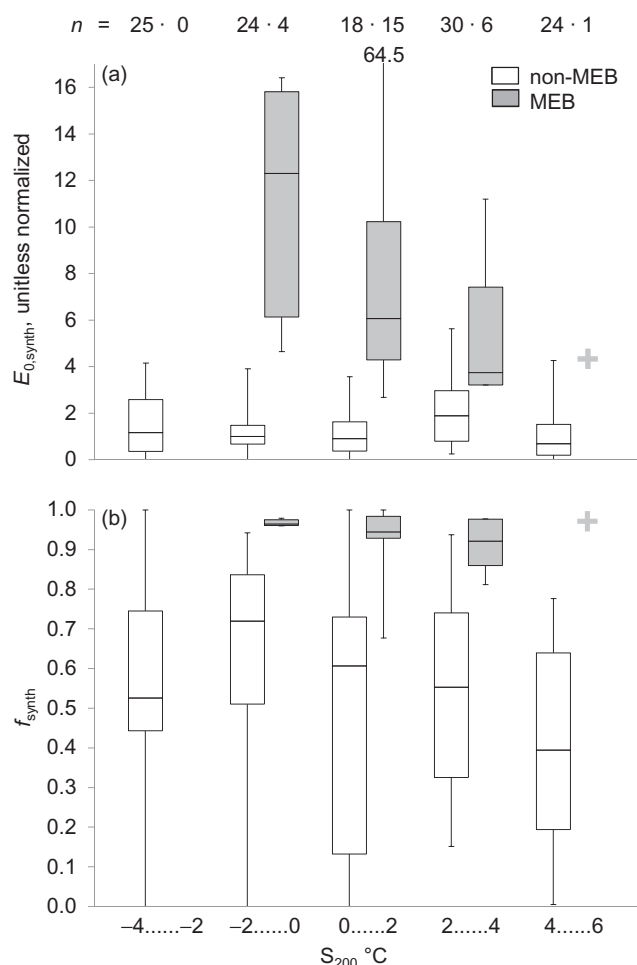 n = 25 · 0 24 · 4 18 · 15 30 · 6 24 · 1
64.5
(a)
non-MEB
MEB
16
14
12
10
8
6
4
2
0
E0,synth, unitless normalized
(b)
1.0
0.9
0.8
0.7
0.6
0.5
0.4
0.3
0.2
0.1
0.0
fsynth
–4......–2 –2......0 0......2 2......4 4......6
S200 °C